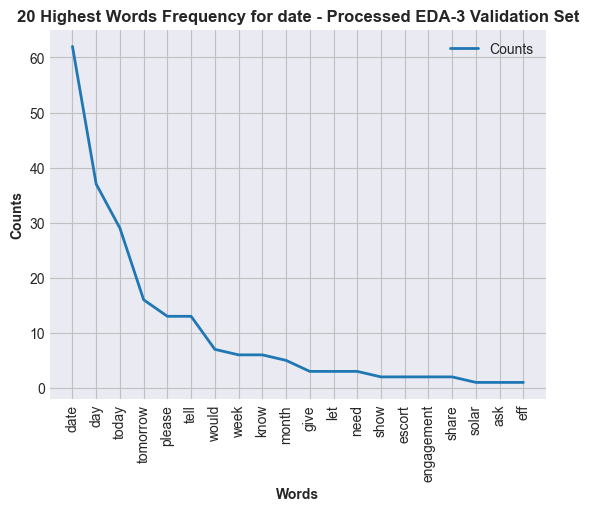 20 Highest Words Frequency for date - Processed EDA-3 Validation Set
Counts
60
50
40
30
20
10
0
Counts
date
day
today
tomorrow
please
tell
would
week
know
month
give
let
need
show
escort
engagement
share
solar
ask
eff
Words